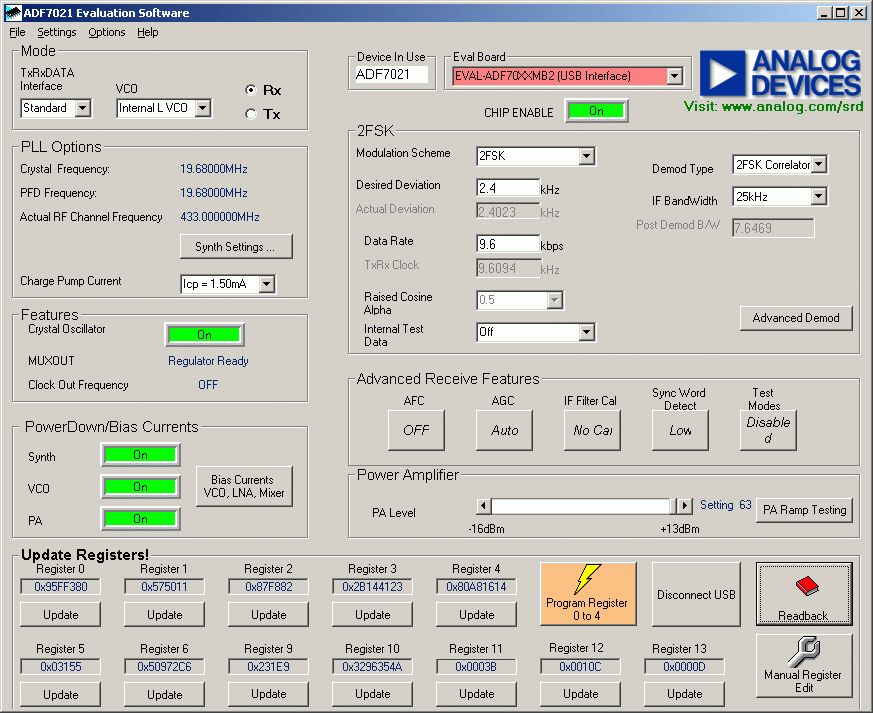 ADF7021 Evaluation Software
File Settings Options Help
Mode
TxRxDATA
Interface
VCO
Standard
Internal L VCO
Rx
Tx
Device In Use
ADF7021
Eval Board
EVAL-ADF70XXMB2 (USB Interface)
CHIP ENABLE On
ANALOG
DEVICES
Visit: www.analog.com/srd
PLL Options
Crystal Frequency: 19.68000MHz
PFD Frequency: 19.68000MHz
Actual RF Channel Frequency 433.000000MHz
Synth Settings ...
Charge Pump Current Icp = 1.50mA
2FSK
Modulation Scheme 2FSK
Desired Deviation 2.4 kHz
Actual Deviation 2.4023 kHz
Data Rate 9.6 kbps
TxRx Clock 9.6094 kHz
Raised Cosine
Alpha
0.5
Internal Test
Data
Off
Demod Type 2FSK Correlator
IF BandWidth 25kHz
Post Demod B/W 7.6469
Advanced Demod
Features
Crystal Oscillator On
MUXOUT Regulator Ready
Clock Out Frequency OFF
Advanced Receive Features
AFC AGC IF Filter Cal
Sync Word
Detect
Test
Modes
OFF Auto No Cal Low
Disable
d
PowerDown/Bias Currents
Synth On
VCO On
PA On
Bias Currents
VCO, LNA, Mixer
Power Amplifier
PA Level
-16dBm +13dBm
Setting 63
PA Ramp Testing
Update Registers!
Register 0 Register 1 Register 2 Register 3 Register 4
0x95FF380 0x575011 0x87F882 0x2B144123 0x80A81614
Update Update Update Update Update
Program Register
0 to 4
Disconnect USB
Readback
Register 5 Register 6 Register 9 Register 10 Register 11 Register 12 Register 13
0x03155 0x50972C6 0x231E9 0x3296354A 0x0003B 0x0010C 0x0000D
Update Update Update Update Update Update Update
Manual Register
Edit